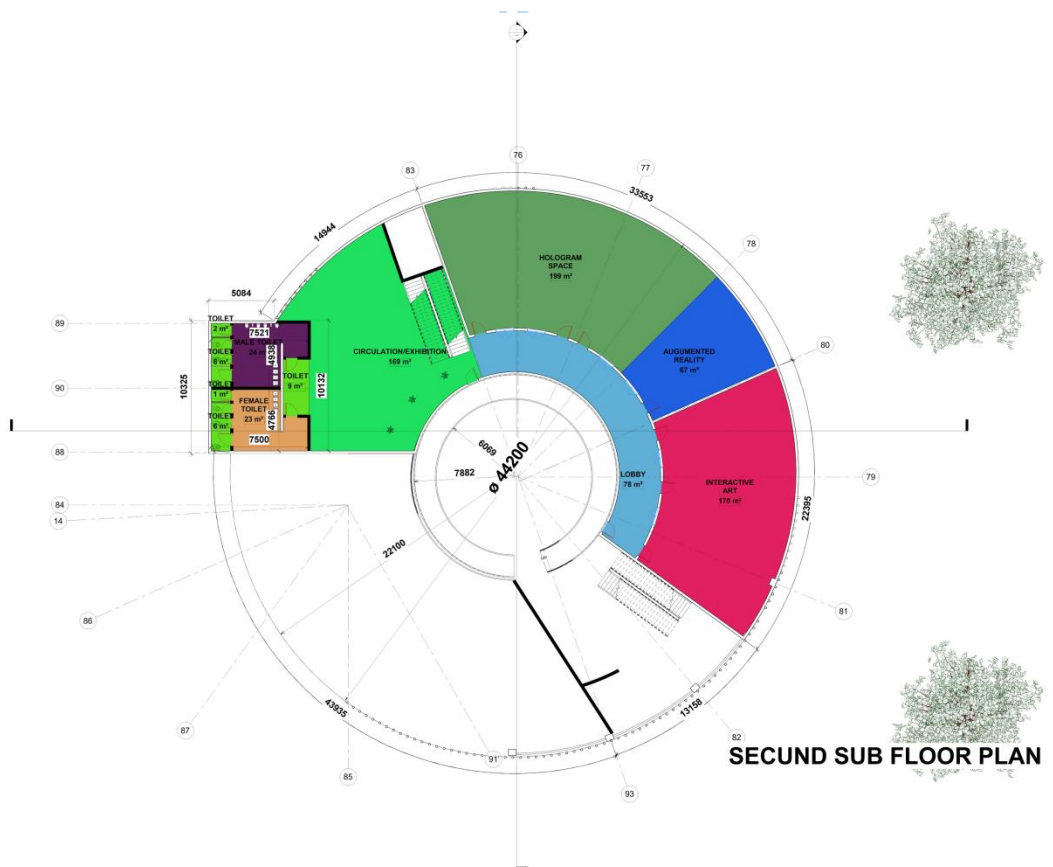 76
77
83
33553
14944
78
HOLOGRAM
SPACE
199 m²
5084
89
TOILET
2 m²
7521
MALE TOILET
24 m²
4938
80
CIRCULATION/EXHIBITION
169 m²
AUGUMENTED
REALITY
67 m²
TOILET
6 m²
TOILET
9 m²
10325
10132
90
TOILET
1 m²
FEMALE
TOILET
23 m²
4766
TOILET
6 m²
7500
88
6069
7882
ø 44200
LOBBY
78 m²
INTERACTIVE
ART
170 m²
79
22395
84
14
22100
81
86
43935
13158
87
82
91
85
93
SECUND SUB FLOOR PLAN